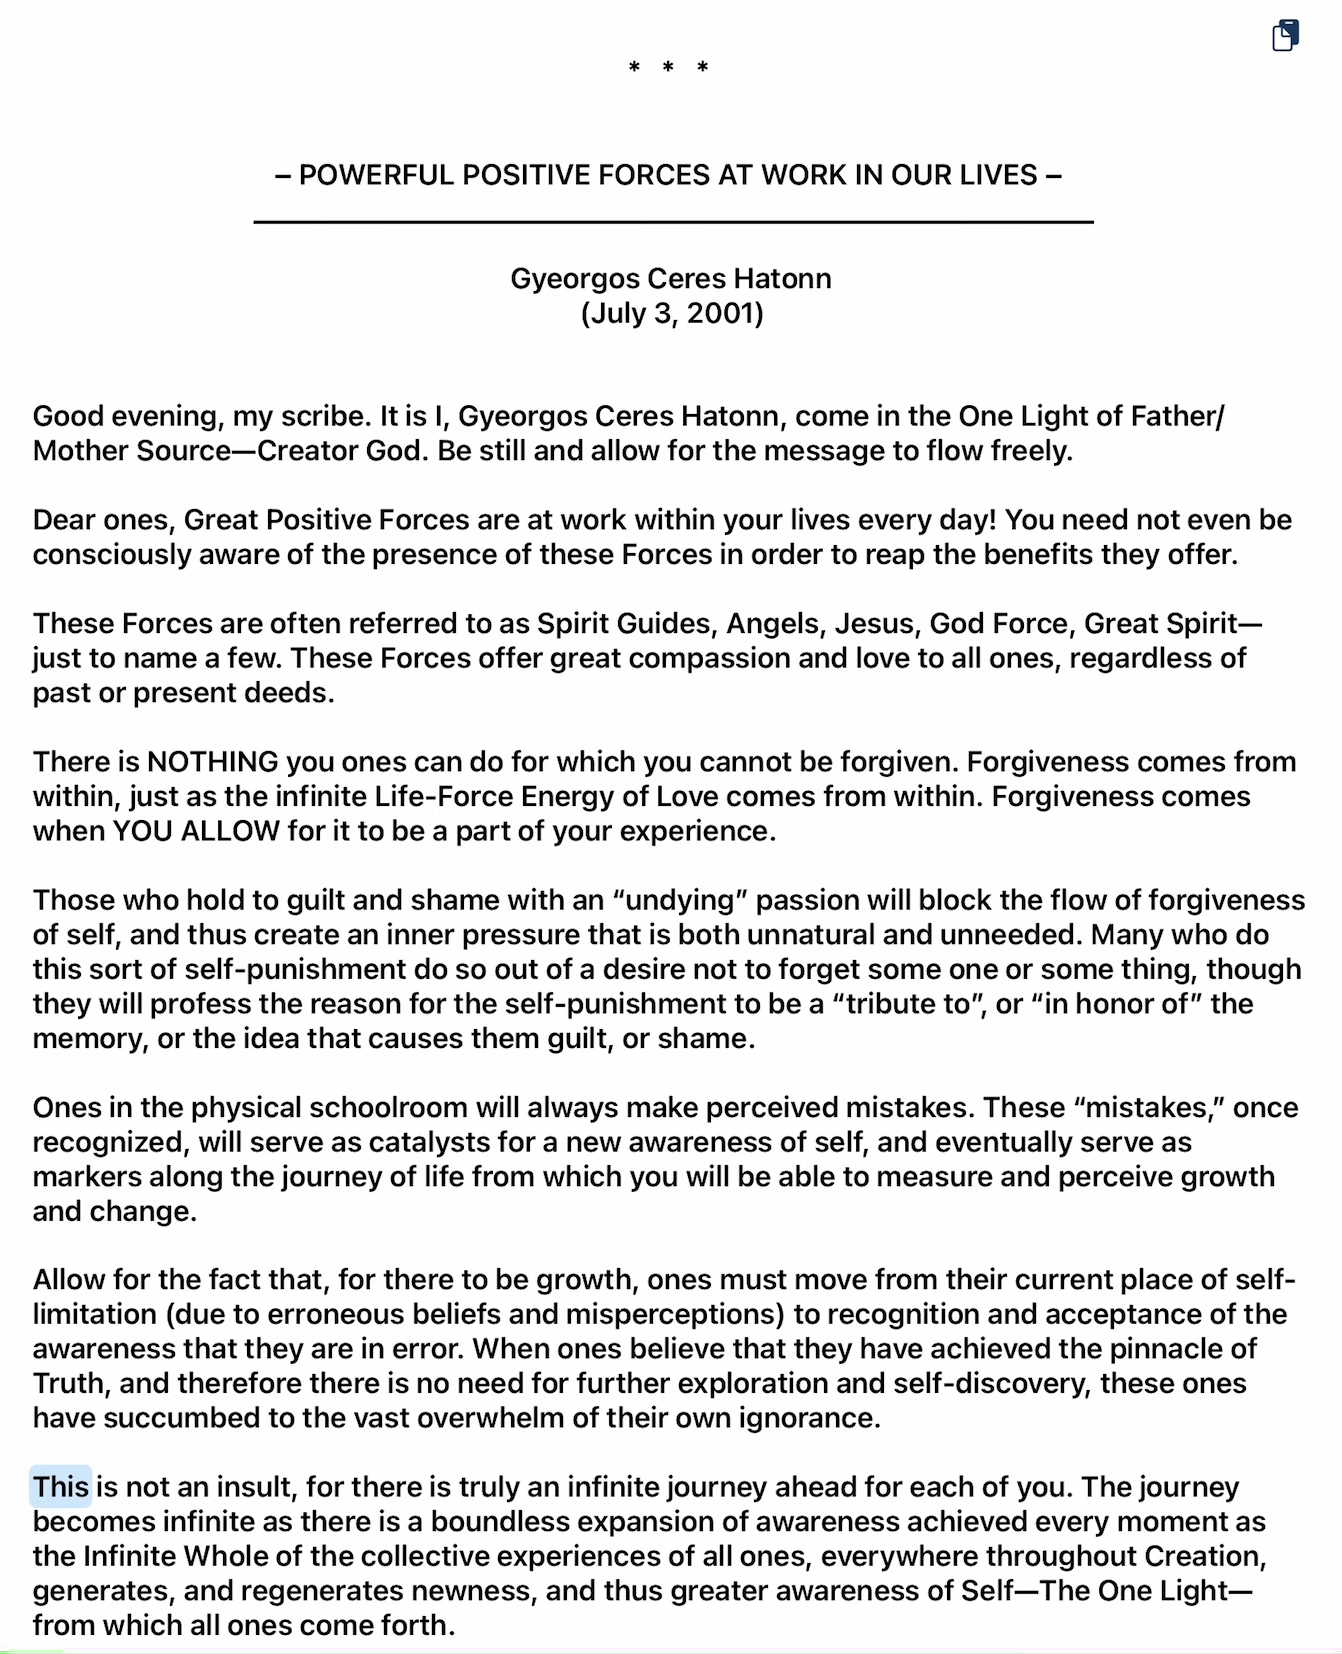 * * *
– POWERFUL POSITIVE FORCES AT WORK IN OUR LIVES –
Gyeorgos Ceres Hatonn
(July 3, 2001)
Good evening, my scribe. It is I, Gyeorgos Ceres Hatonn, come in the One Light of Father/
Mother Source—Creator God. Be still and allow for the message to flow freely.
Dear ones, Great Positive Forces are at work within your lives every day! You need not even be
consciously aware of the presence of these Forces in order to reap the benefits they offer.
These Forces are often referred to as Spirit Guides, Angels, Jesus, God Force, Great Spirit—
just to name a few. These Forces offer great compassion and love to all ones, regardless of
past or present deeds.
There is NOTHING you ones can do for which you cannot be forgiven. Forgiveness comes from
within, just as the infinite Life-Force Energy of Love comes from within. Forgiveness comes
when YOU ALLOW for it to be a part of your experience.
Those who hold to guilt and shame with an “undying” passion will block the flow of forgiveness
of self, and thus create an inner pressure that is both unnatural and unneeded. Many who do
this sort of self-punishment do so out of a desire not to forget some one or some thing, though
they will profess the reason for the self-punishment to be a “tribute to”, or “in honor of” the
memory, or the idea that causes them guilt, or shame.
Ones in the physical schoolroom will always make perceived mistakes. These “mistakes,” once
recognized, will serve as catalysts for a new awareness of self, and eventually serve as
markers along the journey of life from which you will be able to measure and perceive growth
and change.
Allow for the fact that, for there to be growth, ones must move from their current place of self-
limitation (due to erroneous beliefs and misperceptions) to recognition and acceptance of the
awareness that they are in error. When ones believe that they have achieved the pinnacle of
Truth, and therefore there is no need for further exploration and self-discovery, these ones
have succumbed to the vast overwhelm of their own ignorance.
This is not an insult, for there is truly an infinite journey ahead for each of you. The journey
becomes infinite as there is a boundless expansion of awareness achieved every moment as
the Infinite Whole of the collective experiences of all ones, everywhere throughout Creation,
generates, and regenerates newness, and thus greater awareness of Self—The One Light—
from which all ones come forth.